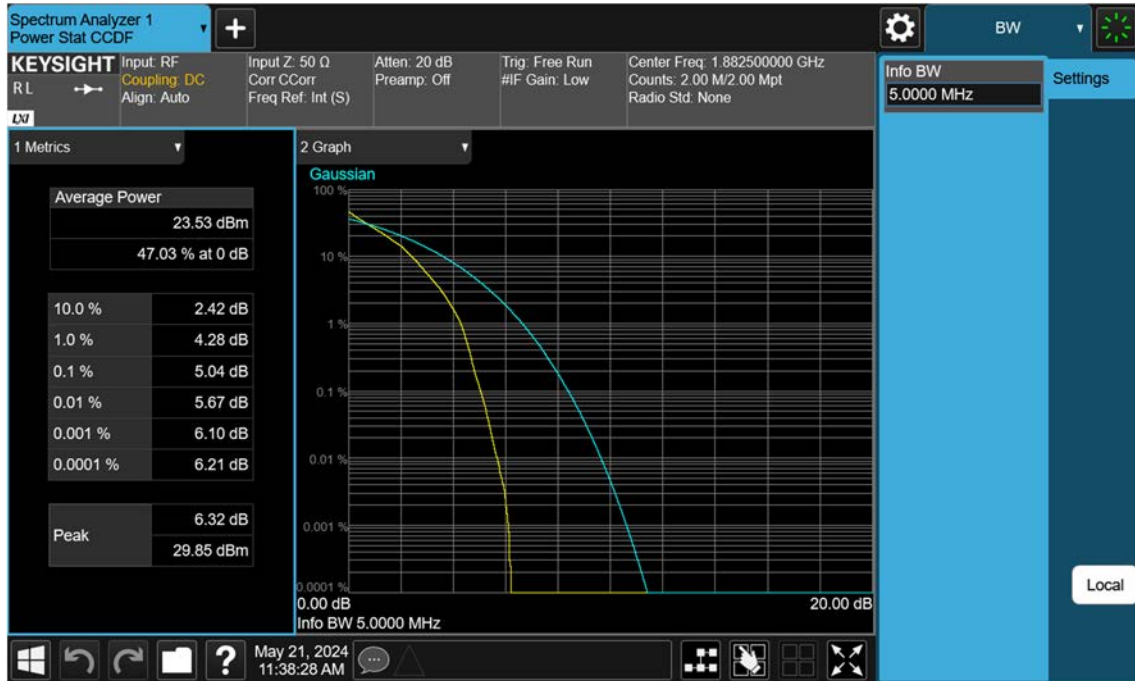 Spectrum Analyzer 1
Power Stat CCDF
BW
KEYSIGHT
R L
LXI
Input: RF
Coupling: DC
Align: Auto
Input Z: 50 Ω
Corr CCorr
Freq Ref: Int (S)
Atten: 20 dB
Preamp: Off
Trig: Free Run
#IF Gain: Low
Center Freq: 1.882500000 GHz
Counts: 2.00 M/2.00 Mpt
Radio Std: None
Info BW
5.0000 MHz
Settings
1 Metrics
Average Power
23.53 dBm
47.03 % at 0 dB
10.0 % 2.42 dB
1.0 % 4.28 dB
0.1 % 5.04 dB
0.01 % 5.67 dB
0.001 % 6.10 dB
0.0001 % 6.21 dB
Peak
6.32 dB
29.85 dBm
2 Graph
Gaussian
100 %
10 %
1 %
0.1 %
0.01 %
0.001 %
0.0001 %
0.00 dB 20.00 dB
Info BW 5.0000 MHz
Local
?
May 21, 2024
11:38:28 AM